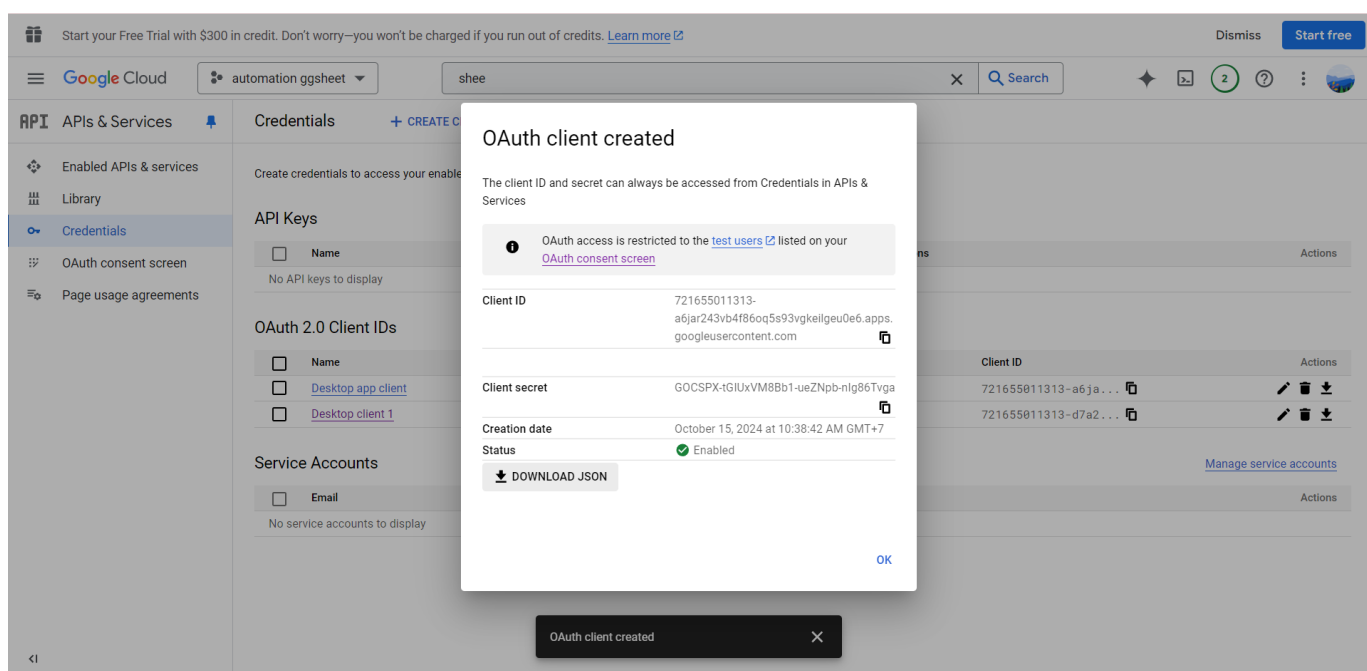 Start your Free Trial with $300 in credit. Don't worry—you won't be charged if you run out of credits. Learn more
Dismiss
Start free
Google Cloud
automation ggsheet
shee
Search
2
API APIs & Services
Credentials
+ CREATE C
Enabled APIs & services
Library
Credentials
OAuth consent screen
Page usage agreements
Create credentials to access your enable
API Keys
Name
ns
Actions
No API keys to display
OAuth 2.0 Client IDs
Name
Client ID
Actions
Desktop app client
721655011313-a6ja...
Desktop client 1
721655011313-d7a2...
Service Accounts
Manage service accounts
Email
Actions
No service accounts to display
OAuth client created
The client ID and secret can always be accessed from Credentials in APIs &
Services
OAuth access is restricted to the test users listed on your
OAuth consent screen
Client ID
721655011313-
a6jar243vb4f86oq5s93vgkeilgeu0e6.apps.
googleusercontent.com
Client secret
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
Creation date
October 15, 2024 at 10:38:42 AM GMT+7
Status
Enabled
DOWNLOAD JSON
OK
OAuth client created